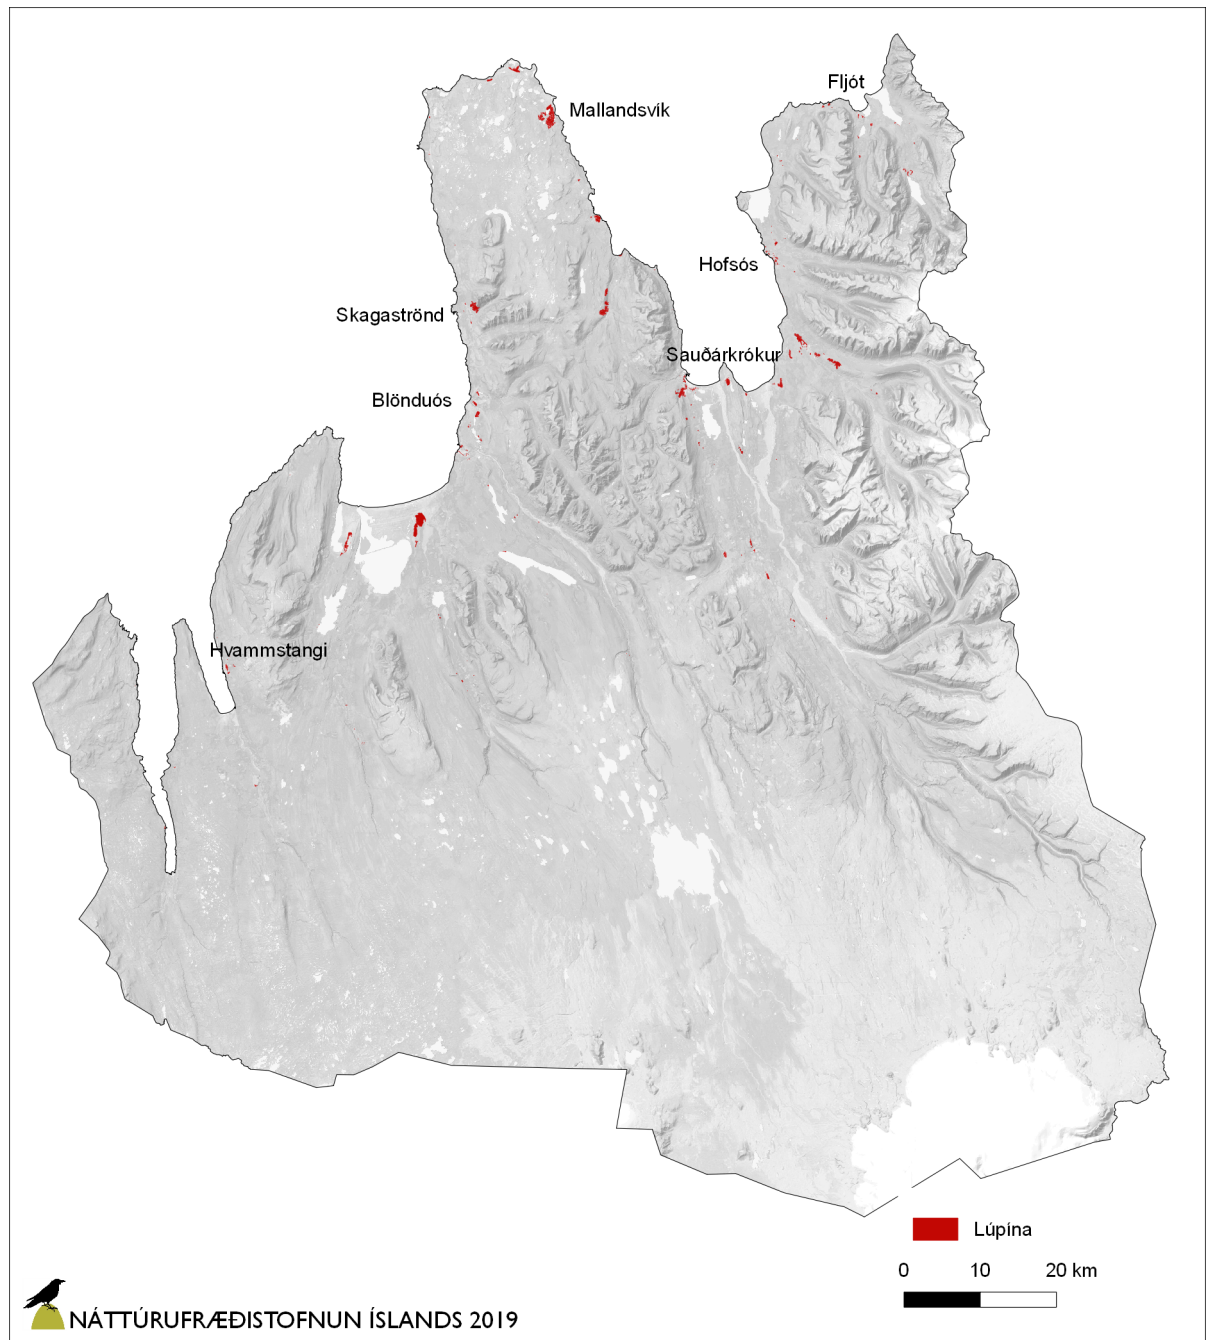 Fljót
Mallandsvík
Hofsós
Skagaströnd
Sauðárkrókur
Blönduós
Hvammstangi
Lúpína
0 10 20 km
NÁTTÚRUFRÆÐISTOFNUN ÍSLANDS 2019